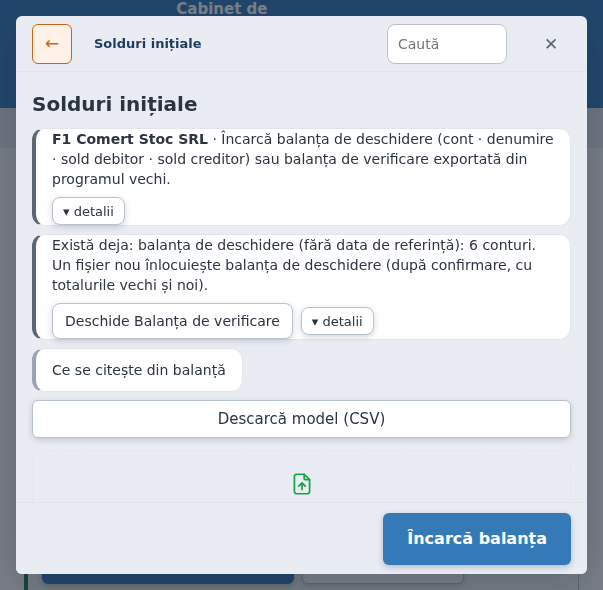 Cabinet de
←
Solduri inițiale
Caută
✕
Solduri inițiale
F1 Comert Stoc SRL · Încarcă balanța de deschidere (cont · denumire
· sold debitor · sold creditor) sau balanța de verificare exportată din
programul vechi.
▾ detalii
Există deja: balanța de deschidere (fără data de referință): 6 conturi.
Un fișier nou înlocuiește balanța de deschidere (după confirmare, cu
totalurile vechi și noi).
Deschide Balanța de verificare
▾ detalii
Ce se citește din balanță
Descarcă model (CSV)
Încarcă balanța